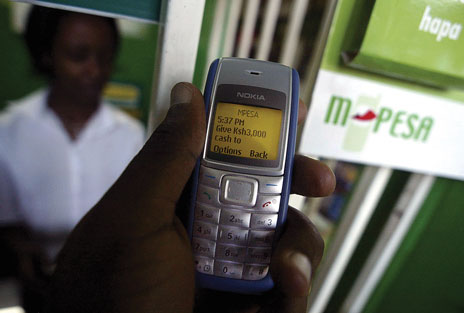 hapa
M-PESA
NOKIA
MPESA
5:37 PM
Give Ksh3,000
cash to
Options Back